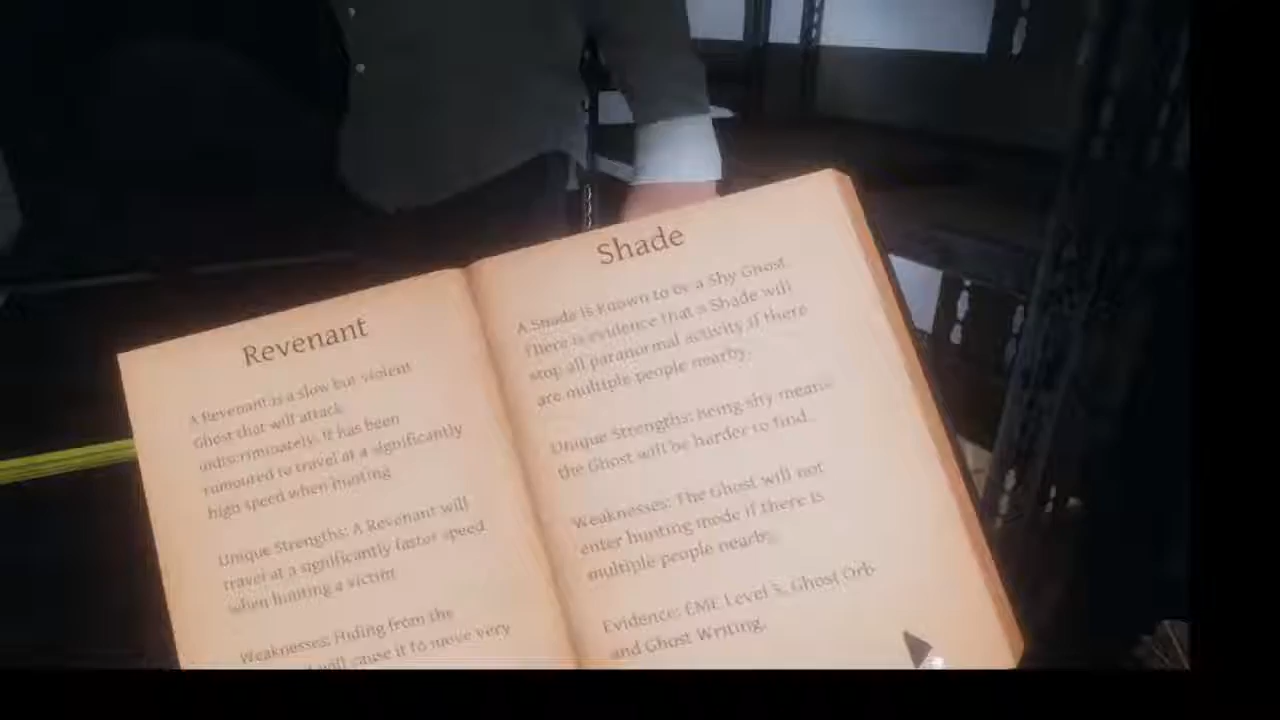 Revenant
A Revenant is a slow but violent
Ghost that will attack
indiscriminately. It has been
rumoured to travel at a significantly
high speed when hunting
Unique Strengths: A Revenant will
travel at a significantly faster speed
when hunting a victim
Weaknesses: Hiding from the
will cause it to move very
Shade
A Shade is known to be a Shy Ghost.
There is evidence that a Shade will
stop all paranormal activity if there
are multiple people nearby.
Unique Strengths: Being shy means
the Ghost will be harder to find.
Weaknesses: The Ghost will not
enter hunting mode if there is
multiple people nearby.
Evidence: EMF Level 5, Ghost Orb
and Ghost Writing.